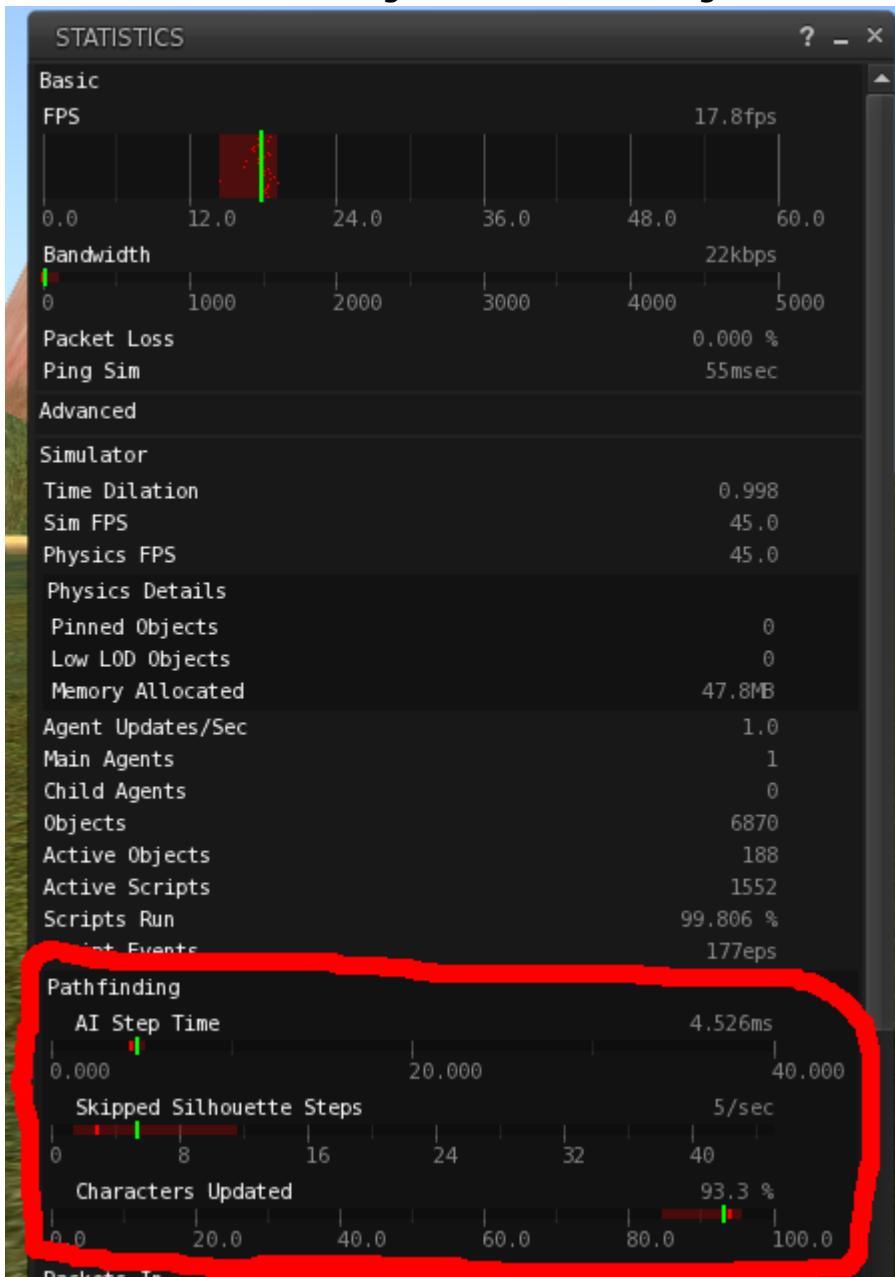 STATISTICS ? _ ×
Basic
FPS 17.8fps
0.0 12.0 24.0 36.0 48.0 60.0
Bandwidth 22kbps
0 1000 2000 3000 4000 5000
Packet Loss 0.000 %
Ping Sim 55msec
Advanced
Simulator
Time Dilation 0.998
Sim FPS 45.0
Physics FPS 45.0
Physics Details
Pinned Objects 0
Low LOD Objects 0
Memory Allocated 47.8MB
Agent Updates/Sec 1.0
Main Agents 1
Child Agents 0
Objects 6870
Active Objects 188
Active Scripts 1552
Scripts Run 99.806 %
Events 177eps
Pathfinding
AI Step Time 4.526ms
0.000 20.000 40.000
Skipped Silhouette Steps 5/sec
0 8 16 24 32 40
Characters Updated 93.3 %
0.0 20.0 40.0 60.0 80.0 100.0